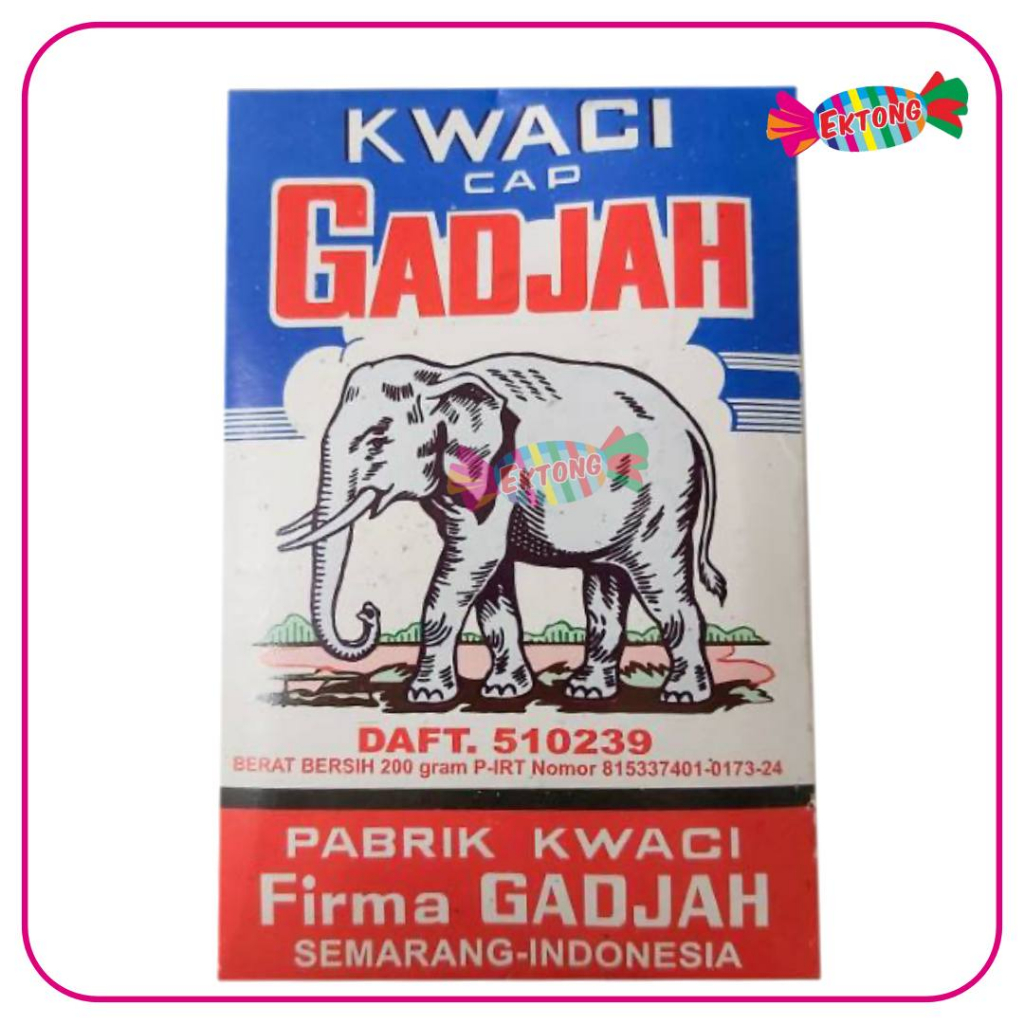 EKTONG
KWACI
CAP
GADJAH
EKTONG
DAFT. 510239
BERAT BERSIH 200 gram P-IRT Nomor 815337401-0173-24
PABRIK KWACI
Firma GADJAH
SEMARANG-INDONESIA